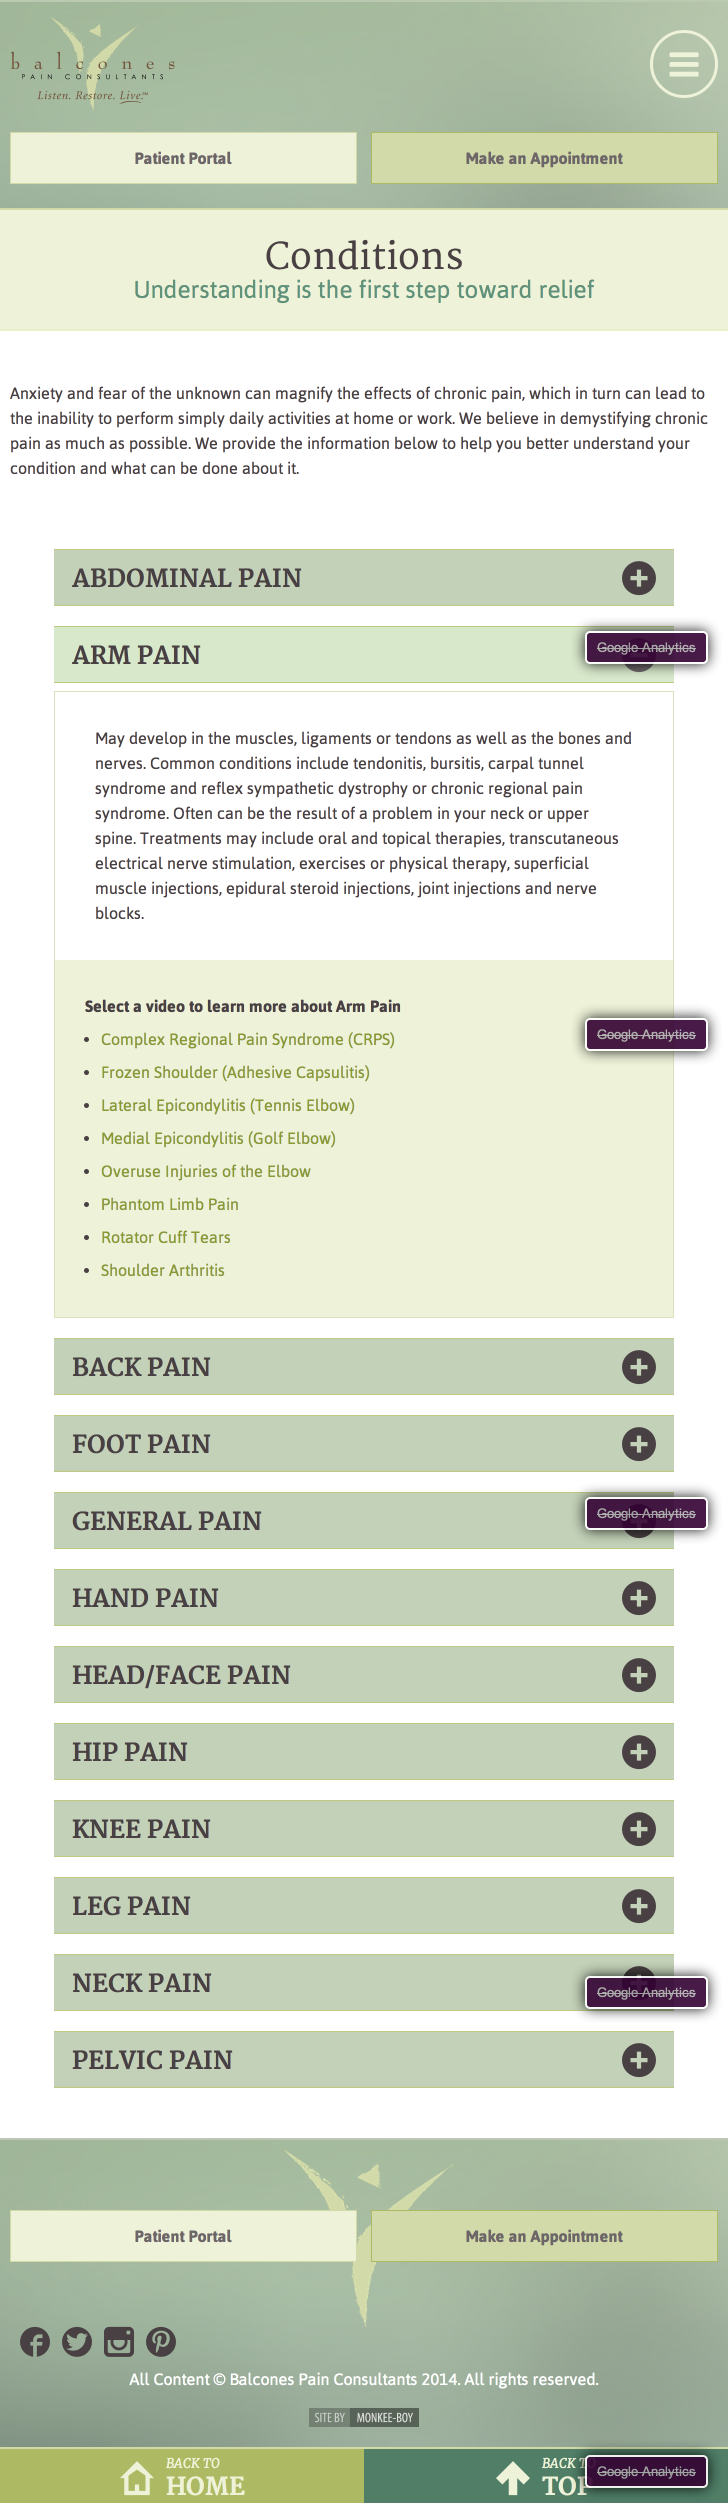 balcones
PAIN CONSULTANTS
Listen. Restore. Live.™
Patient Portal
Make an Appointment
Conditions
Understanding is the first step toward relief
Anxiety and fear of the unknown can magnify the effects of chronic pain, which in turn can lead to
the inability to perform simply daily activities at home or work. We believe in demystifying chronic
pain as much as possible. We provide the information below to help you better understand your
condition and what can be done about it.
ABDOMINAL PAIN
ARM PAIN
Google Analytics
May develop in the muscles, ligaments or tendons as well as the bones and
nerves. Common conditions include tendonitis, bursitis, carpal tunnel
syndrome and reflex sympathetic dystrophy or chronic regional pain
syndrome. Often can be the result of a problem in your neck or upper
spine. Treatments may include oral and topical therapies, transcutaneous
electrical nerve stimulation, exercises or physical therapy, superficial
muscle injections, epidural steroid injections, joint injections and nerve
blocks.
Select a video to learn more about Arm Pain
Complex Regional Pain Syndrome (CRPS)
Google Analytics
Frozen Shoulder (Adhesive Capsulitis)
Lateral Epicondylitis (Tennis Elbow)
Medial Epicondylitis (Golf Elbow)
Overuse Injuries of the Elbow
Phantom Limb Pain
Rotator Cuff Tears
Shoulder Arthritis
BACK PAIN
FOOT PAIN
GENERAL PAIN
Google Analytics
HAND PAIN
HEAD/FACE PAIN
HIP PAIN
KNEE PAIN
LEG PAIN
NECK PAIN
Google Analytics
PELVIC PAIN
Patient Portal
Make an Appointment
All Content © Balcones Pain Consultants 2014. All rights reserved.
SITE BY MONKEE-BOY
BACK TO
HOME
BACK TO
TOP
Google Analytics